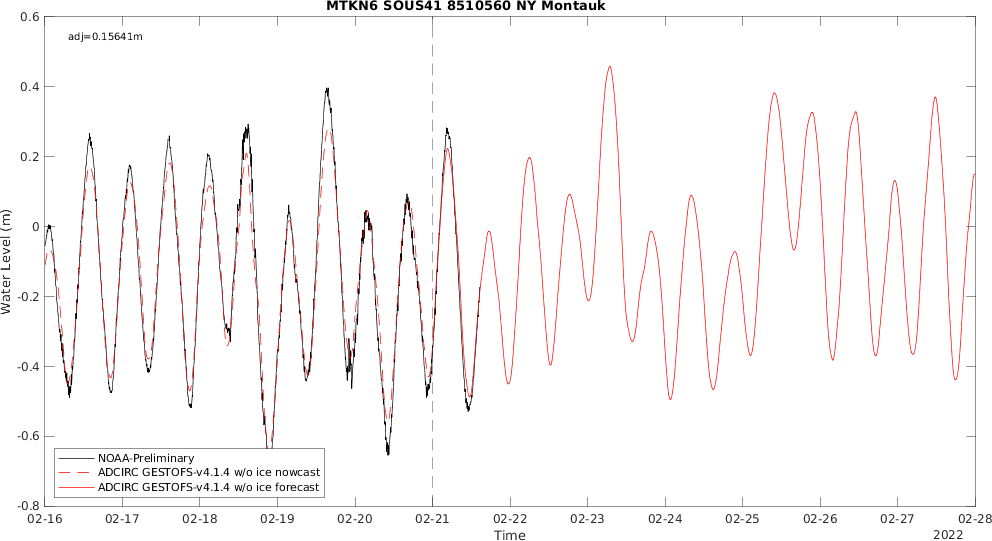 MTKN6 SOUS41 8510560 NY Montauk
adj=0.15641m
0.6
0.4
0.2
0
-0.2
-0.4
-0.6
-0.8
Water Level (m)
NOAA-Preliminary
ADCIRC GESTOFS-v4.1.4 w/o ice nowcast
ADCIRC GESTOFS-v4.1.4 w/o ice forecast
02-16 02-17 02-18 02-19 02-20 02-21 02-22 02-23 02-24 02-25 02-26 02-27 02-28
Time
2022